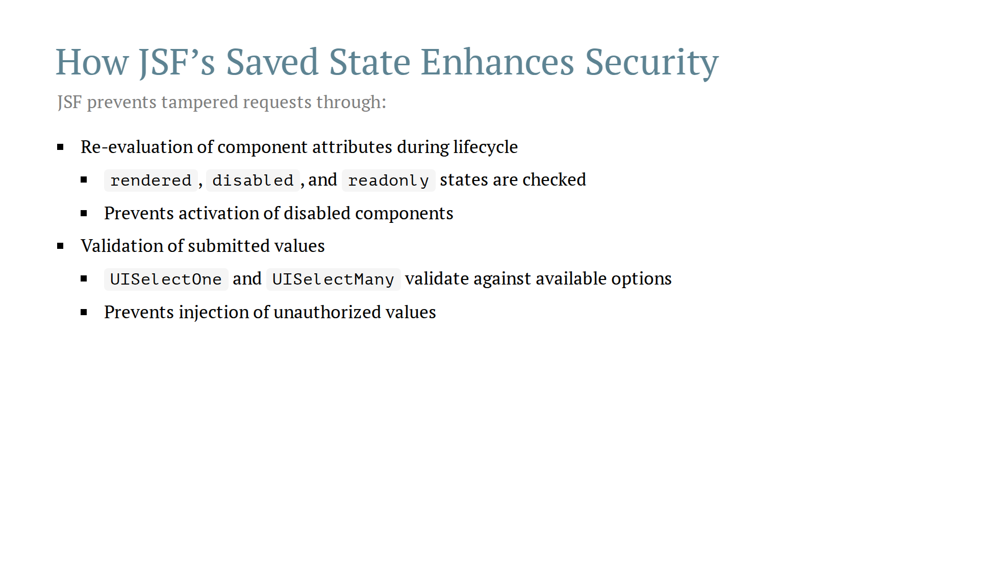 How JSF’s Saved State Enhances Security
JSF prevents tampered requests through:
Re-evaluation of component attributes during lifecycle
rendered, disabled, and readonly states are checked
Prevents activation of disabled components
Validation of submitted values
UISelectOne and UISelectMany validate against available options
Prevents injection of unauthorized values